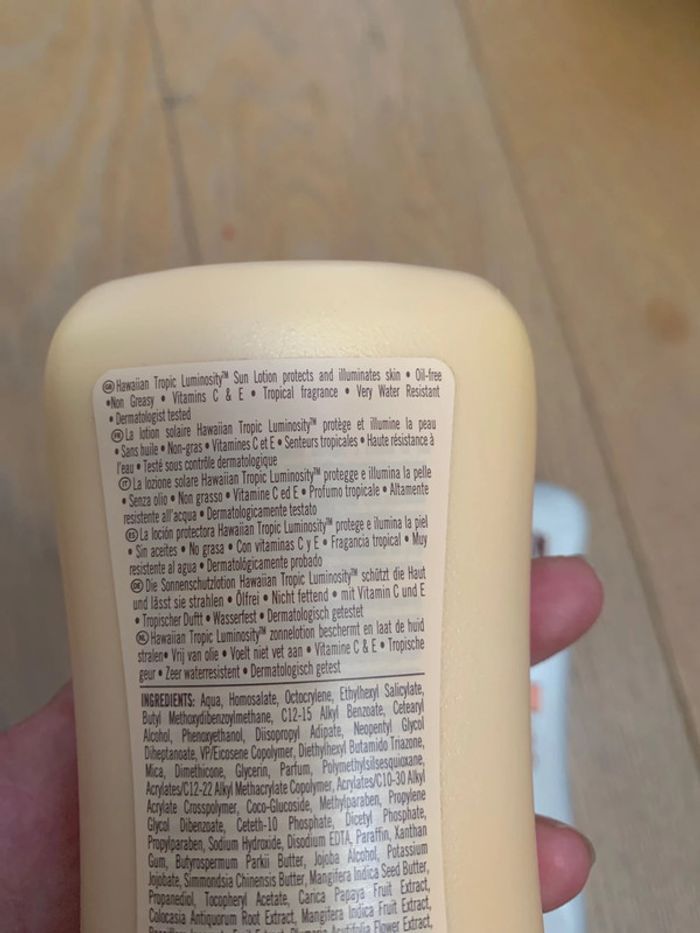 GB Hawaiian Tropic Luminosity™ Sun Lotion protects and illuminates skin • Oil-free
•Non Greasy • Vitamins C & E • Tropical fragrance • Very Water Resistant
• Dermatologist tested
FR La lotion solaire Hawaiian Tropic Luminosity™ protège et illumine la peau
• Sans huile • Non-gras • Vitamines C et E • Senteurs tropicales • Haute résistance à
l'eau • Testé sous contrôle dermatologique
IT La lozione solare Hawaiian Tropic Luminosity™ protegge e illumina la pelle
• Senza olio • Non grasso • Vitamine C ed E • Profumo tropicale • Altamente
resistente all'acqua • Dermatologicamente testato
ES La loción protectora Hawaiian Tropic Luminosity™ protege e ilumina la piel
• Sin aceites • No grasa • Con vitaminas C y E • Fragancia tropical • Muy
resistente al agua • Dermatológicamente probado
DE Die Sonnenschutzlotion Hawaiian Tropic Luminosity™ schützt die Haut
und lässt sie strahlen • Ölfrei • Nicht fettend • mit Vitamin C und E
• Tropischer Duftt • Wasserfest • Dermatologisch getestet
NL Hawaiian Tropic Luminosity™ zonnelotion beschermt en laat de huid
stralen• Vrij van olie • Voelt niet vet aan • Vitamine C & E • Tropische
geur • Zeer waterresistent • Dermatologisch getest
INGREDIENTS: Aqua, Homosalate, Octocrylene, Ethylhexyl Salicylate,
Butyl Methoxydibenzoylmethane, C12-15 Alkyl Benzoate, Cetearyl
Alcohol, Phenoxyethanol, Diisopropyl Adipate, Neopentyl Glycol
Diheptanoate, VP/Eicosene Copolymer, Diethylhexyl Butamido Triazone,
Mica, Dimethicone, Glycerin, Parfum, Polymethylsilsesquioxane,
Acrylates/C12-22 Alkyl Methacrylate Copolymer, Acrylates/C10-30 Alkyl
Acrylate Crosspolymer, Coco-Glucoside, Methylparaben, Propylene
Glycol Dibenzoate, Ceteth-10 Phosphate, Dicetyl Phosphate,
Propylparaben, Sodium Hydroxide, Disodium EDTA, Paraffin, Xanthan
Gum, Butyrospermum Parkii Butter, Jojoba Alcohol, Potassium
Jojobate, Simmondsia Chinensis Butter, Mangifera Indica Seed Butter,
Propanediol, Tocopheryl Acetate, Carica Papaya Fruit Extract,
Colocasia Antiquorum Root Extract, Mangifera Indica Fruit Extract,
Fruit Extract, Plumeria Acutifolia Flower Extract,